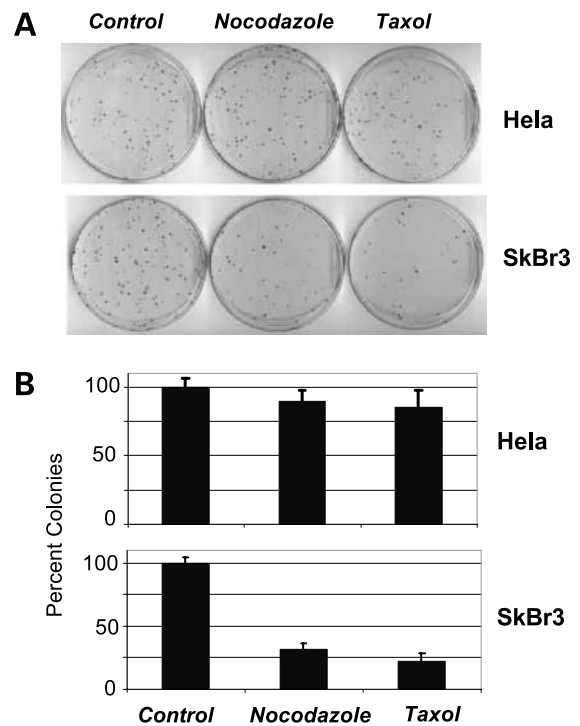 A
Control Nocodazole Taxol
Hela
SkBr3
B
Percent Colonies
100
50
0
Hela
100
50
0
SkBr3
Control Nocodazole Taxol